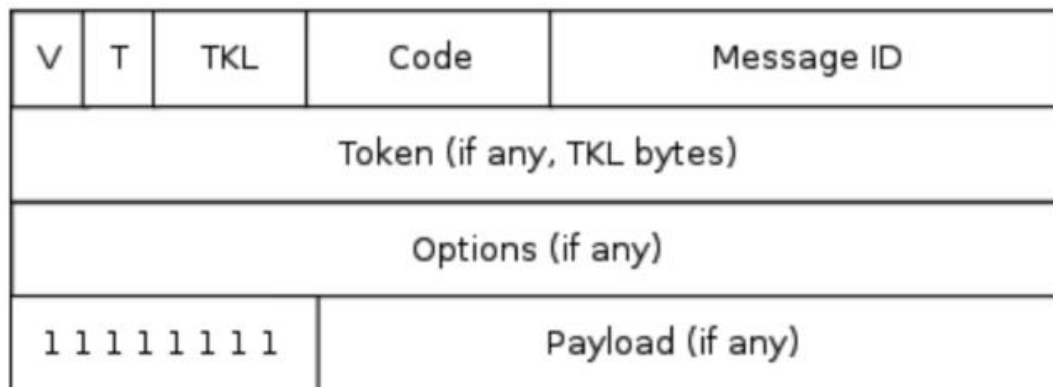 V T TKL Code Message ID
Token (if any, TKL bytes)
Options (if any)
1 1 1 1 1 1 1 1 Payload (if any)